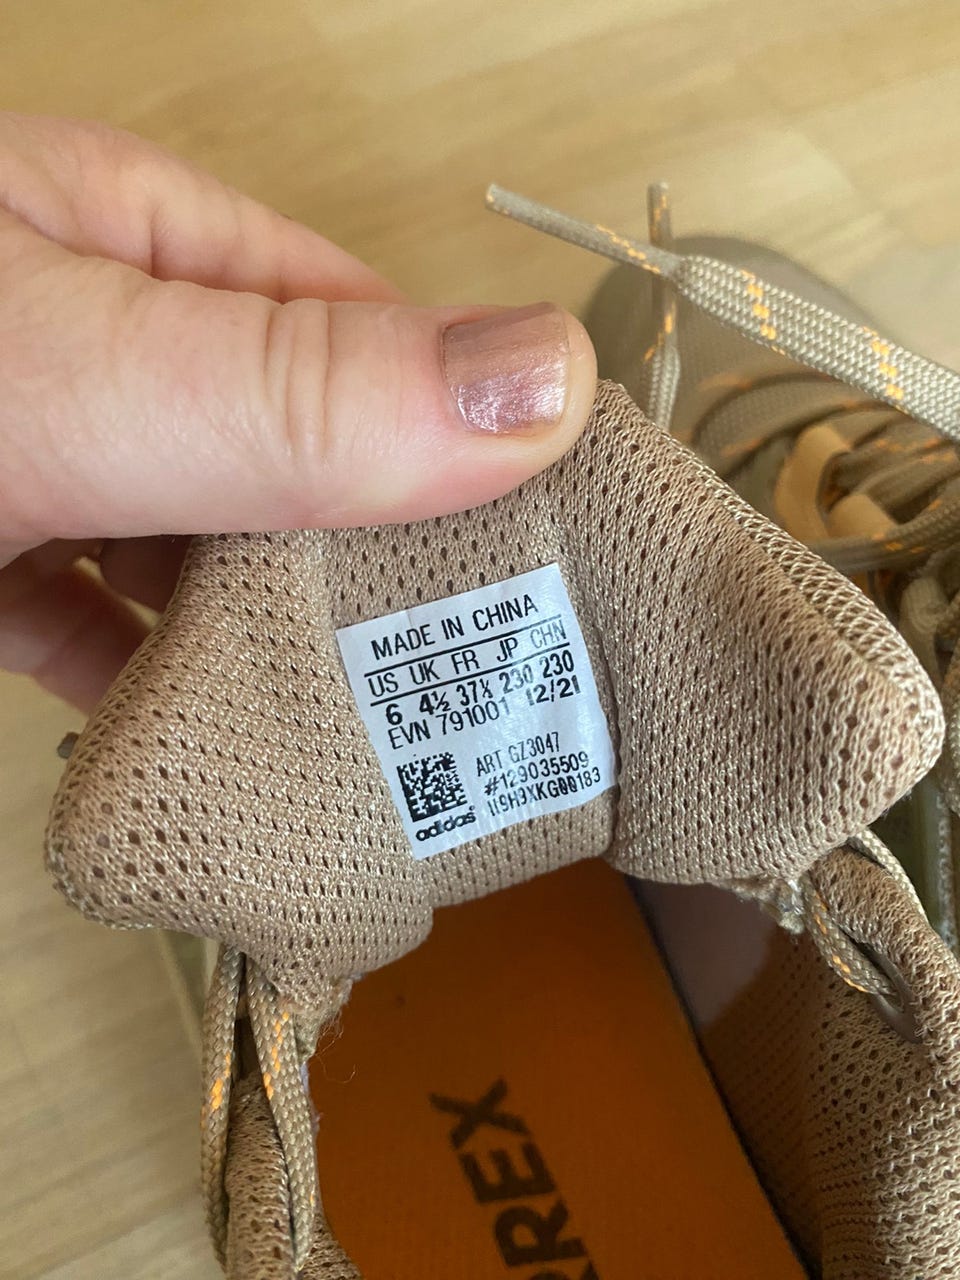 MADE IN CHINA
US UK FR JP CHN
6 4½ 37⅓ 230 230
EVN 791001 12/21
ART GZ3047
#129035509
adidas
REX